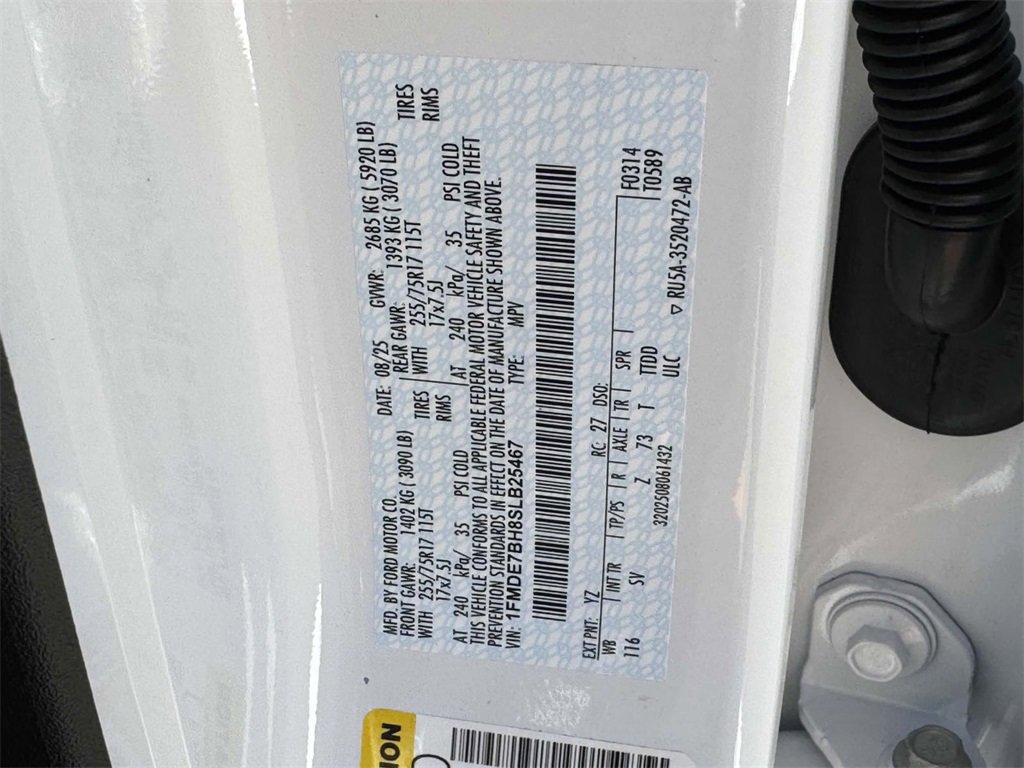 MFD. BY FORD MOTOR CO. DATE: 08/25 GVWR: 2685 KG ( 5920 LB)
FRONT GAWR: 1402 KG ( 3090 LB) REAR GAWR: 1393 KG ( 3070 LB)
WITH 255/75R17 115T TIRES WITH 255/75R17 115T TIRES
17x7.5J RIMS 17x7.5J RIMS
AT 240 kPa/ 35 PSI COLD AT 240 kPa/ 35 PSI COLD
THIS VEHICLE CONFORMS TO ALL APPLICABLE FEDERAL MOTOR VEHICLE SAFETY AND THEFT
PREVENTION STANDARDS IN EFFECT ON THE DATE OF MANUFACTURE SHOWN ABOVE.
VIN: 1FMDE7BH8SLB25467 TYPE: MPV
EXT PNT: YZ RC: 27 DSO: F0314
WB INT TR TP/PS R AXLE TR SPR T0589
116 SV Z 73 T TTDD
ULC
3202508061432 RU5A-3520472-AB
ION